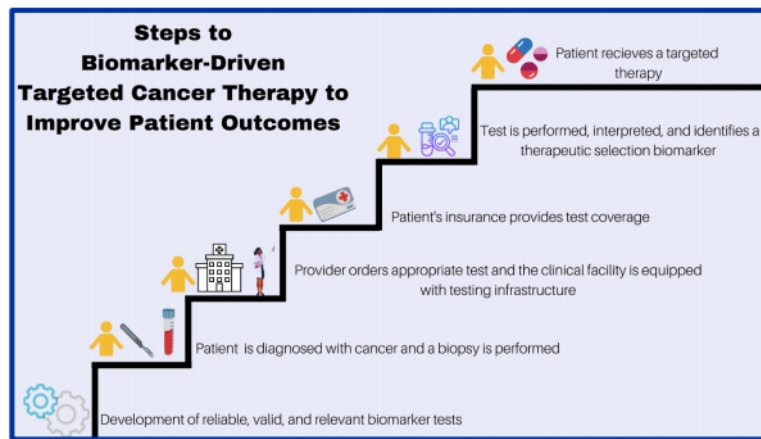 Steps to
Biomarker-Driven
Targeted Cancer Therapy to
Improve Patient Outcomes
Patient recieves a targeted
therapy
Test is performed, interpreted, and identifies a
therapeutic selection biomarker
Patient's insurance provides test coverage
Provider orders appropriate test and the clinical facility is equipped
with testing infrastructure
Patient is diagnosed with cancer and a biopsy is performed
Development of reliable, valid, and relevant biomarker tests